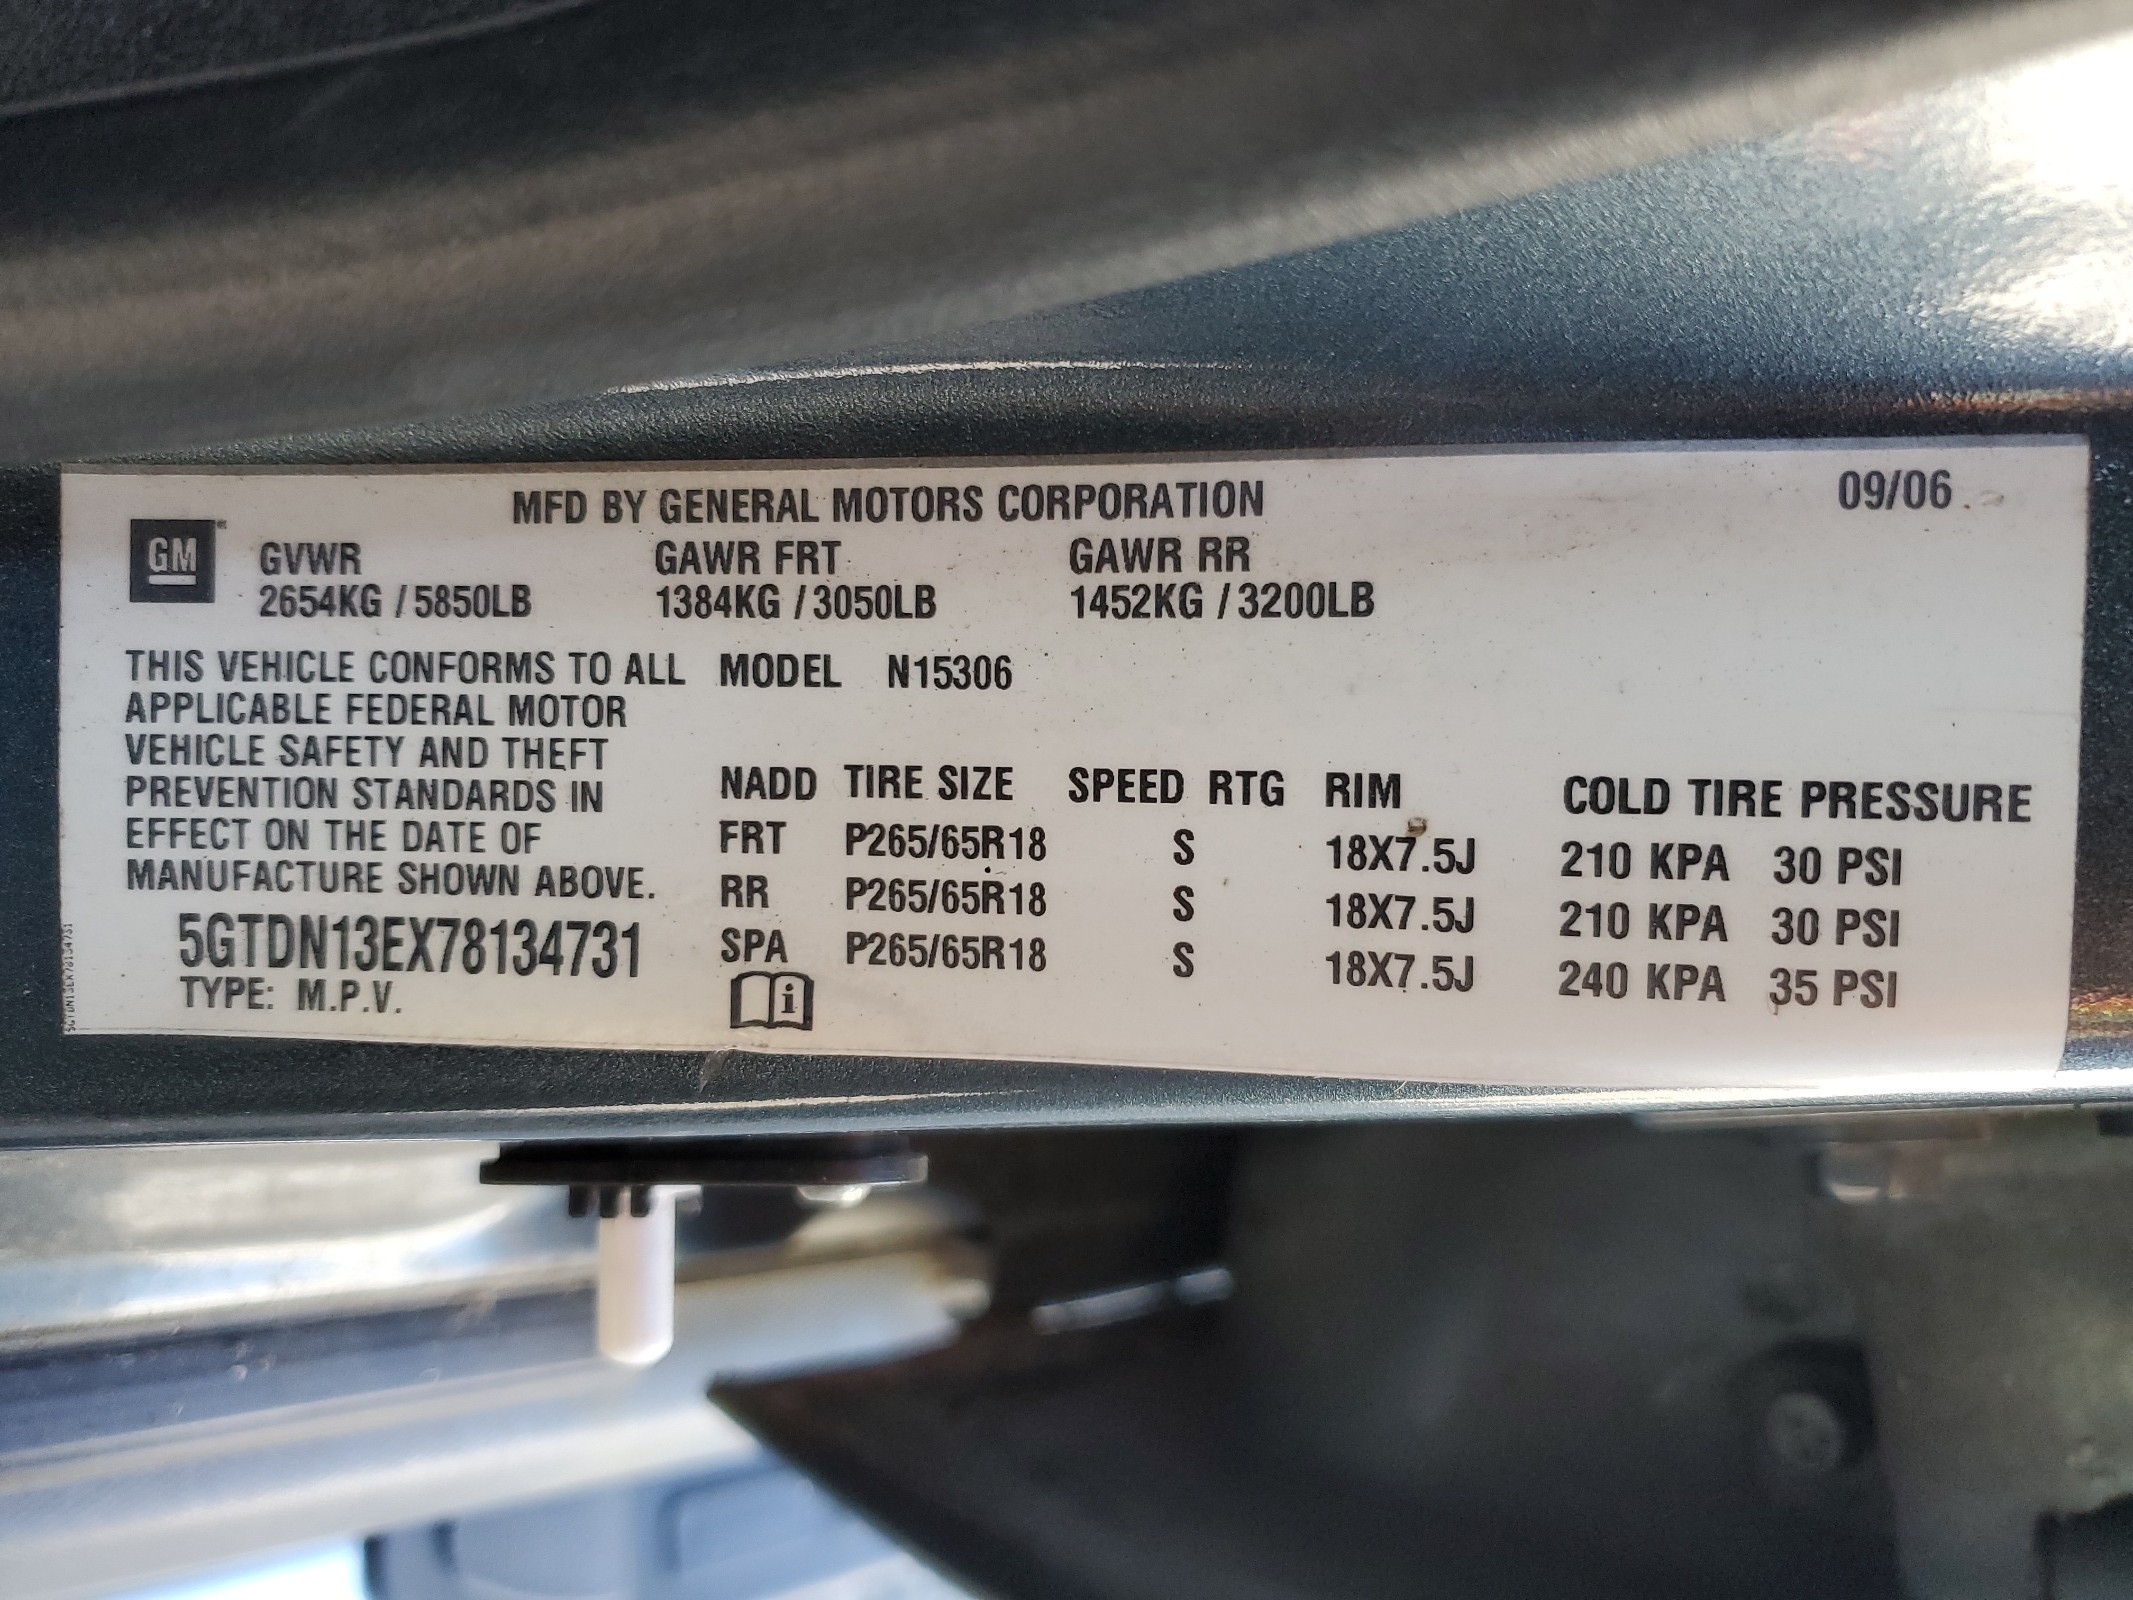 MFD BY GENERAL MOTORS CORPORATION 09/06
GM GVWR GAWR FRT GAWR RR
2654KG / 5850LB 1384KG / 3050LB 1452KG / 3200LB
THIS VEHICLE CONFORMS TO ALL
APPLICABLE FEDERAL MOTOR
VEHICLE SAFETY AND THEFT
PREVENTION STANDARDS IN
EFFECT ON THE DATE OF
MANUFACTURE SHOWN ABOVE.
5GTDN13EX78134731
TYPE: M.P.V.
MODEL N15306
NADD TIRE SIZE SPEED RTG RIM COLD TIRE PRESSURE
FRT P265/65R18 S 18X7.5J 210 KPA 30 PSI
RR P265/65R18 S 18X7.5J 210 KPA 30 PSI
SPA P265/65R18 S 18X7.5J 240 KPA 35 PSI
i
5GTDN13EX78134731